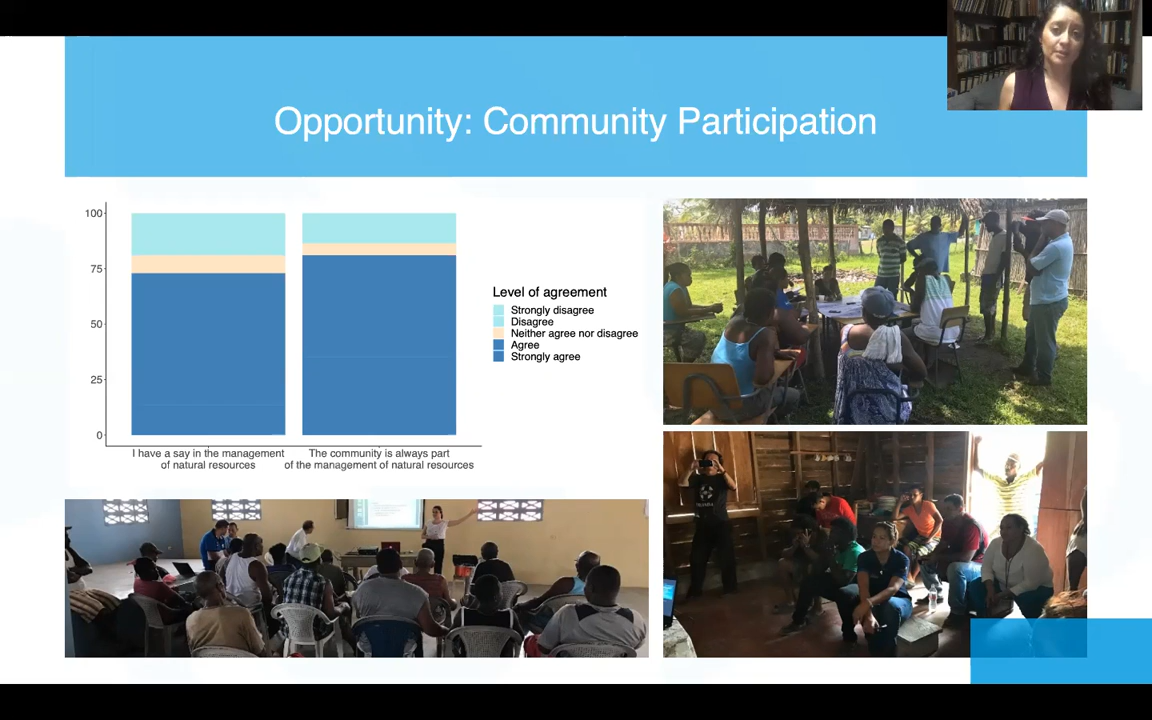 Opportunity: Community Participation
100
75
50
25
0
I have a say in the management
of natural resources
The community is always part
of the management of natural resources
Level of agreement
Strongly disagree
Disagree
Neither agree nor disagree
Agree
Strongly agree